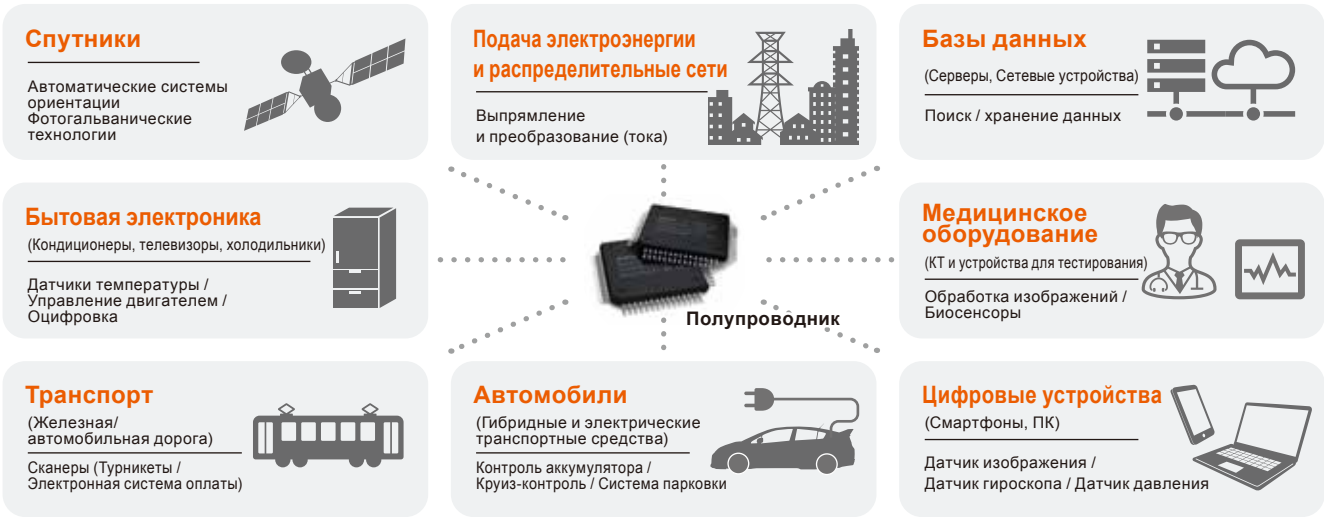 Спутники
Автоматические системы
ориентации
Фотогальванические
технологии
Подача электроэнергии
и распределительные сети
Выпрямление
и преобразование (тока)
Базы данных
(Серверы, Сетевые устройства)
Поиск / хранение данных
Бытовая электроника
(Кондиционеры, телевизоры, холодильники)
Датчики температуры /
Управление двигателем /
Оцифровка
Полупроводник
Медицинское
оборудование
(КТ и устройства для тестирования)
Обработка изображений /
Биосенсоры
Транспорт
(Железная/
автомобильная дорога)
Сканеры (Турникеты /
Электронная система оплаты)
Автомобили
(Гибридные и электрические
транспортные средства)
Контроль аккумулятора /
Круиз-контроль / Система парковки
Цифровые устройства
(Смартфоны, ПК)
Датчик изображения /
Датчик гироскопа / Датчик давления